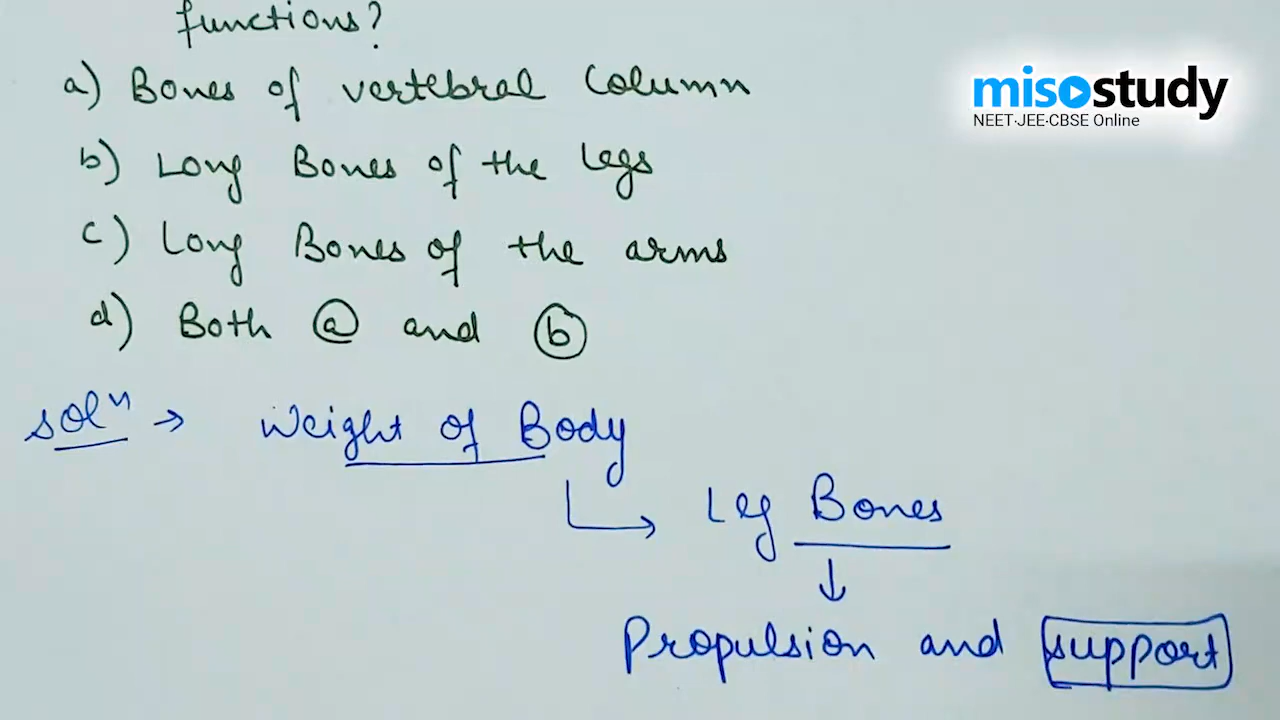 functions?
a) Bones of vertebral column
b) Long Bones of the legs
c) Long Bones of the arms
d) Both ⓐ and ⓑ
solⁿ → Weight of Body
↳ Leg Bones
↓
Propulsion and support
misostudy
NEET·JEE·CBSE Online